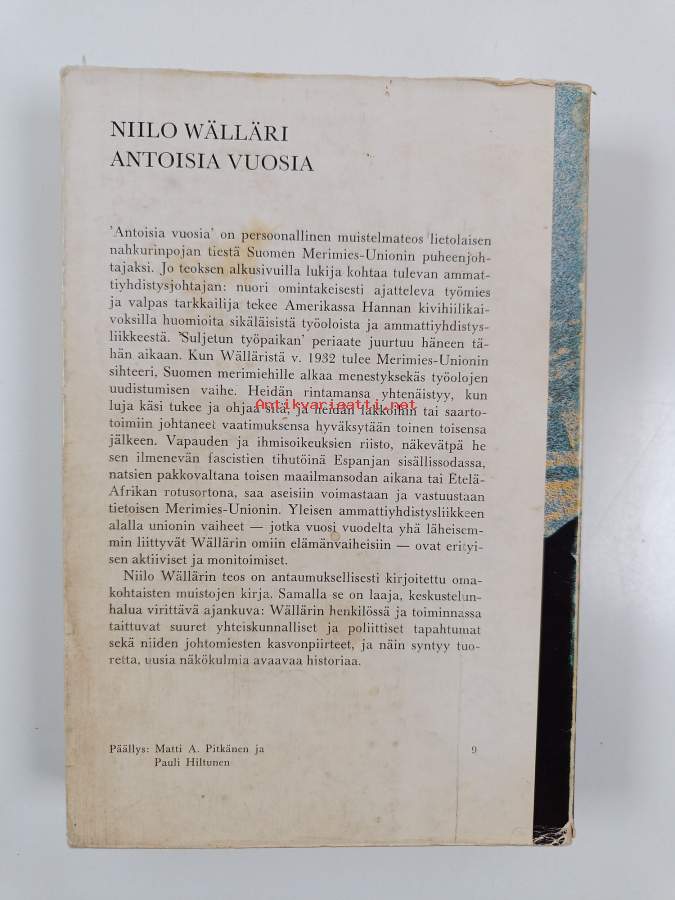 NIILO WÄLLÄRI
ANTOISIA VUOSIA
'Antoisia vuosia' on persoonallinen muistelmateos lietolaisen
nahkurinpojan tiestä Suomen Merimies-Unionin puheenjoh-
tajaksi. Jo teoksen alkusivuilla lukija kohtaa tulevan ammat-
tiyhdistysjohtajan: nuori omintakeisesti ajatteleva työmies
ja valpas tarkkailija tekee Amerikassa Hannan kivihiilikai-
voksilla huomioita sikäläisistä työoloista ja ammattiyhdistys-
liikkeestä. 'Suljetun työpaikan' periaate juurtuu häneen tä-
hän aikaan. Kun Wälläristä v. 1932 tulee Merimies-Unionin
sihteeri, Suomen merimiehille alkaa menestyksekäs työolojen
uudistumisen vaihe. Heidän rintamansa yhtenäistyy, kun
luja käsi tukee ja ohjaa sitä, ja heidän lakkoihin tai saarto-
Antikvariaatti.net
toimiin johtaneet vaatimuksensa hyväksytään toinen toisensa
jälkeen. Vapauden ja ihmisoikeuksien riisto, näkevätpä he
sen ilmenevän fascistien tihutöinä Espanjan sisällissodassa,
natsien pakkovaltana toisen maailmansodan aikana tai Etelä-
Afrikan rotusortona, saa aseisiin voimastaan ja vastuustaan
tietoisen Merimies-Unionin. Yleisen ammattiyhdistysliikkeen
alalla unionin vaiheet — jotka vuosi vuodelta yhä läheisem-
min liittyvät Wällärin omiin elämänvaiheisiin — ovat erityi-
sen aktiiviset ja monitoimiset.
Niilo Wällärin teos on antaumuksellisesti kirjoitettu oma-
kohtaisten muistojen kirja. Samalla se on laaja, keskustelun-
halua virittävä ajankuva: Wällärin henkilössä ja toiminnassa
taittuvat suuret yhteiskunnalliset ja poliittiset tapahtumat
sekä niiden johtomiesten kasvonpiirteet, ja näin syntyy tuo-
retta, uusia näkökulmia avaavaa historiaa.
Päällys: Matti A. Pitkänen ja
Pauli Hiltunen
9